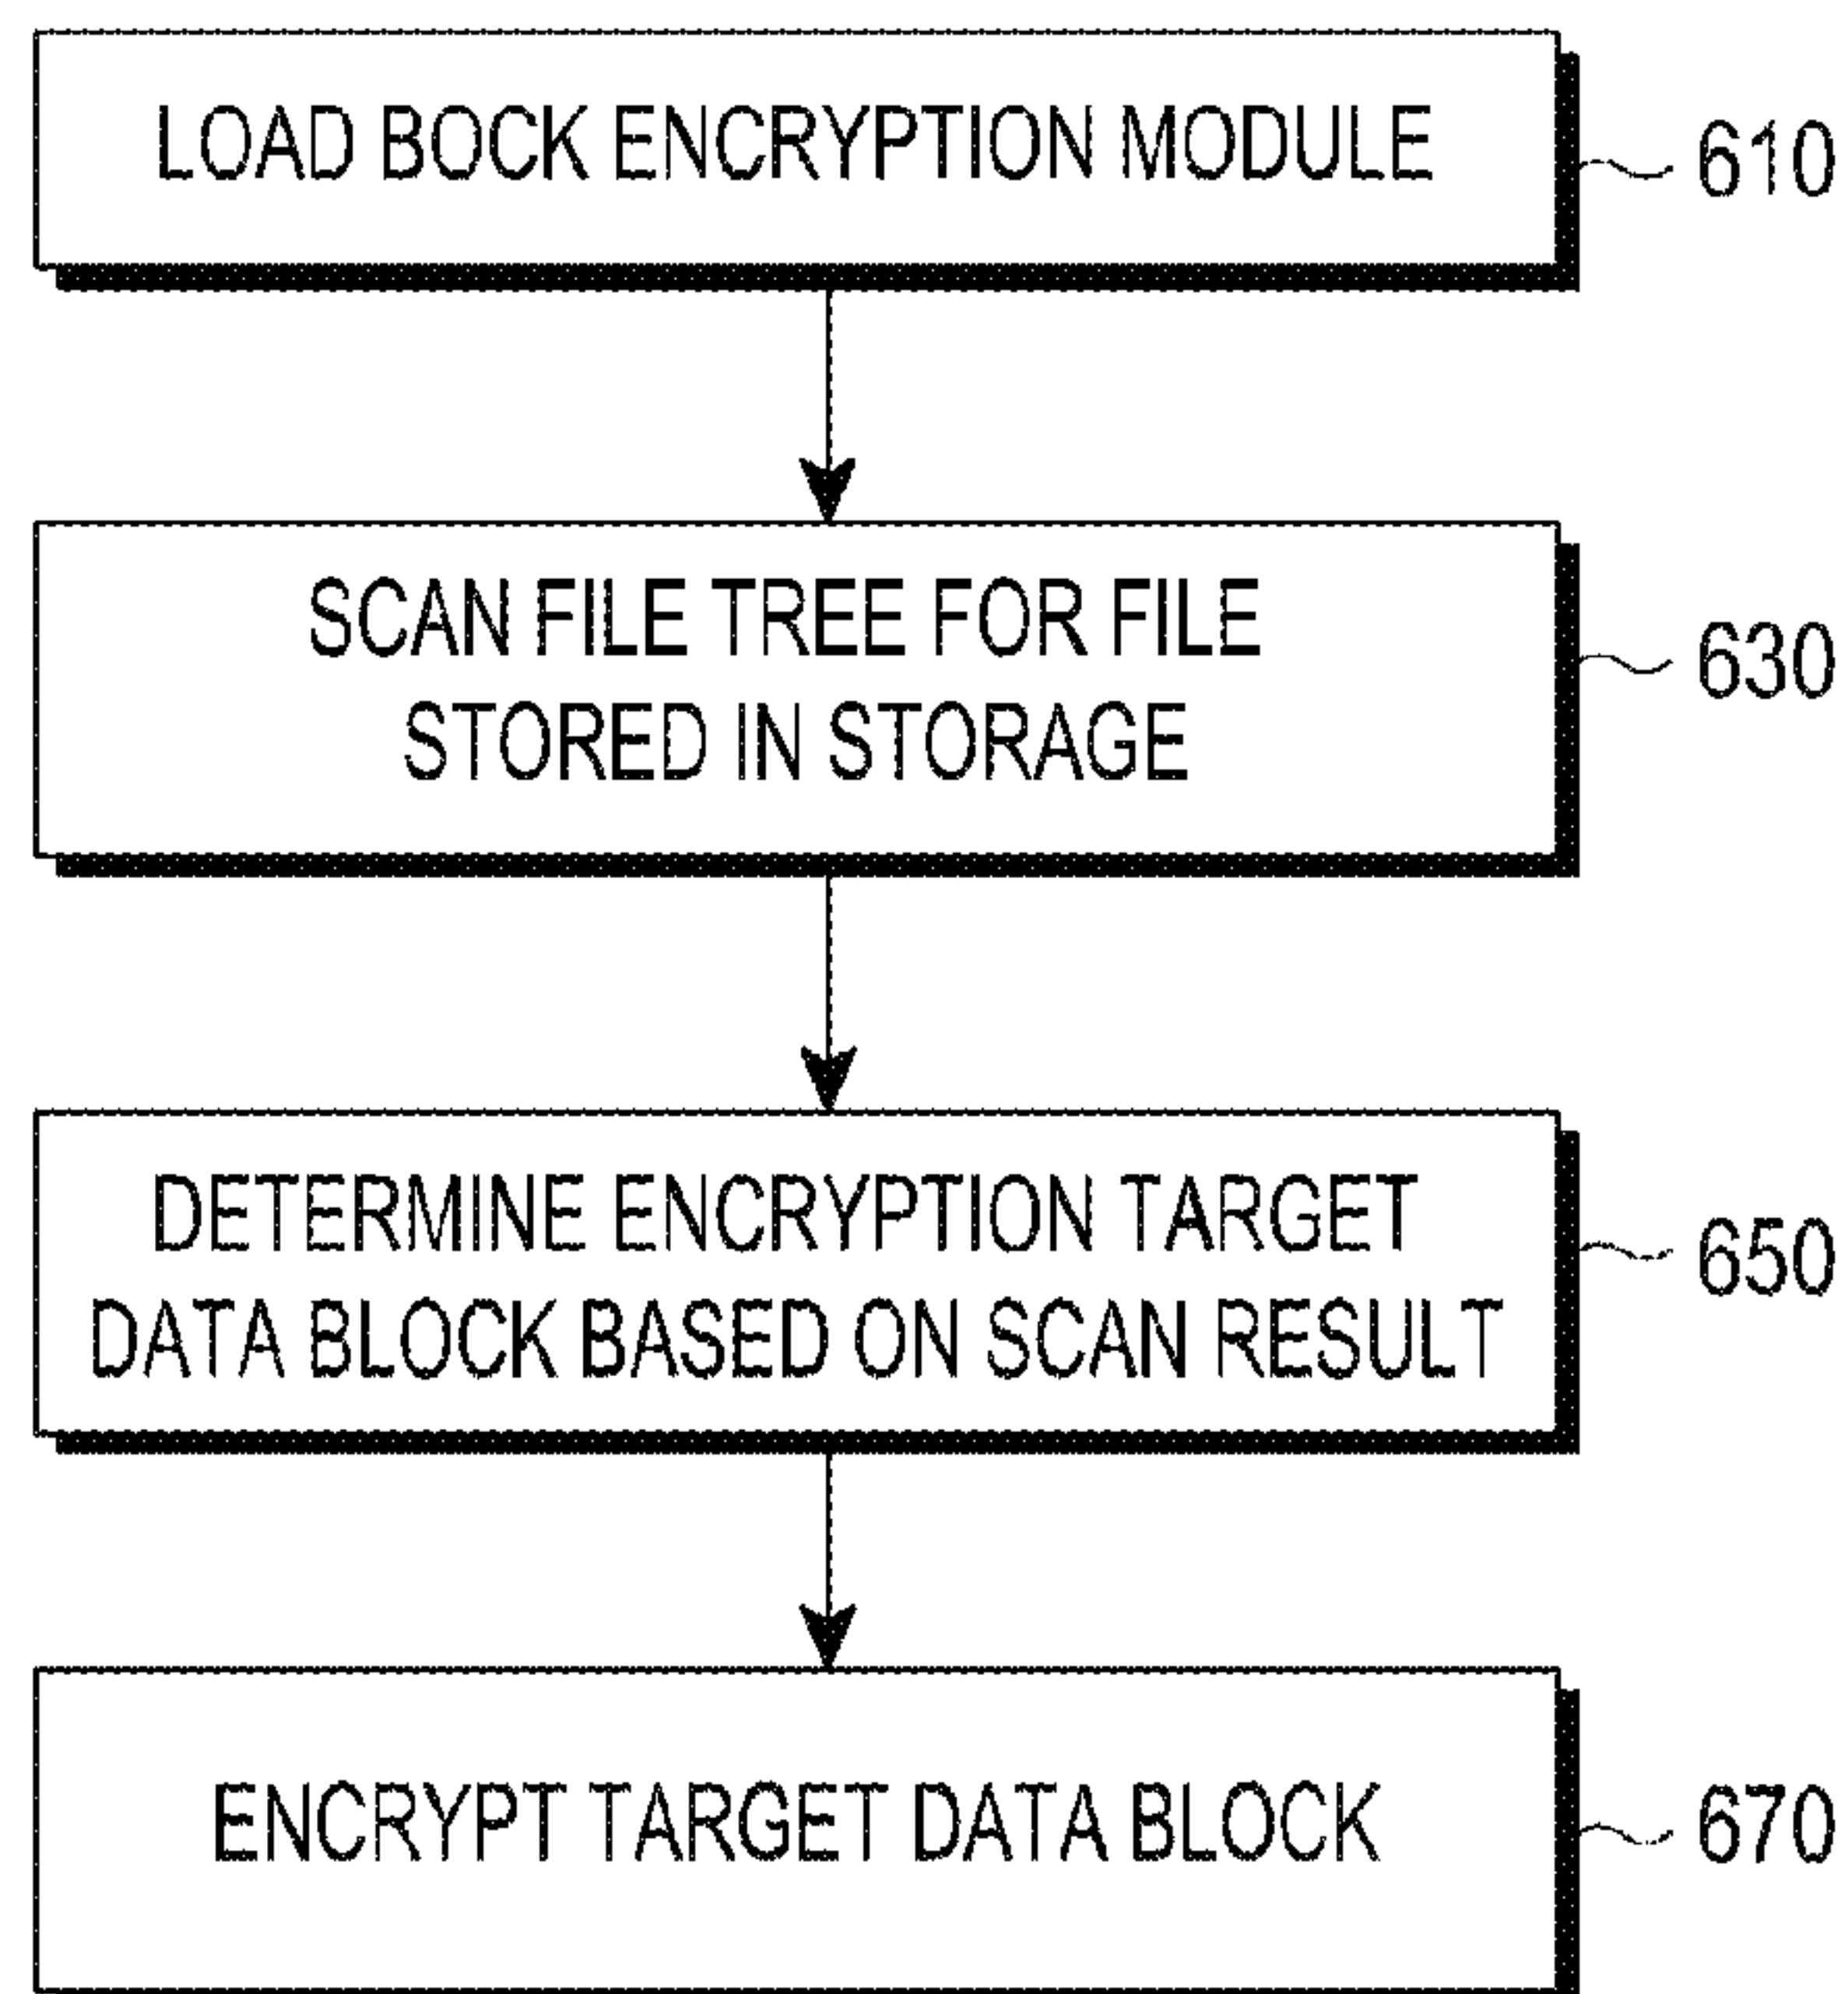 LOAD BOCK ENCRYPTION MODULE
610
SCAN FILE TREE FOR FILE
STORED IN STORAGE
630
DETERMINE ENCRYPTION TARGET
DATA BLOCK BASED ON SCAN RESULT
650
ENCRYPT TARGET DATA BLOCK
670